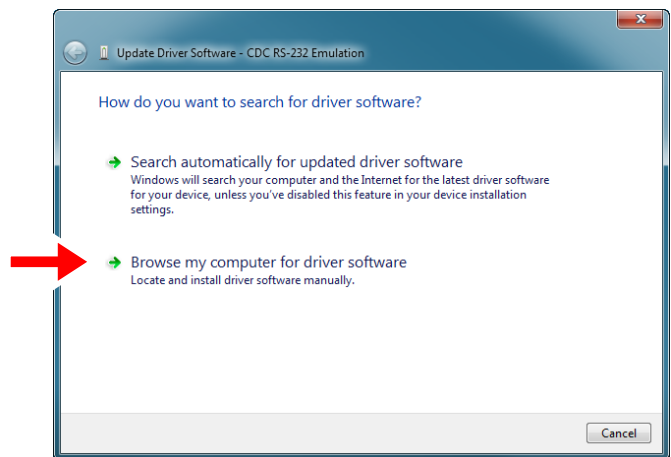 Update Driver Software - CDC RS-232 Emulation
How do you want to search for driver software?
Search automatically for updated driver software
Windows will search your computer and the Internet for the latest driver software
for your device, unless you've disabled this feature in your device installation
settings.
Browse my computer for driver software
Locate and install driver software manually.
Cancel